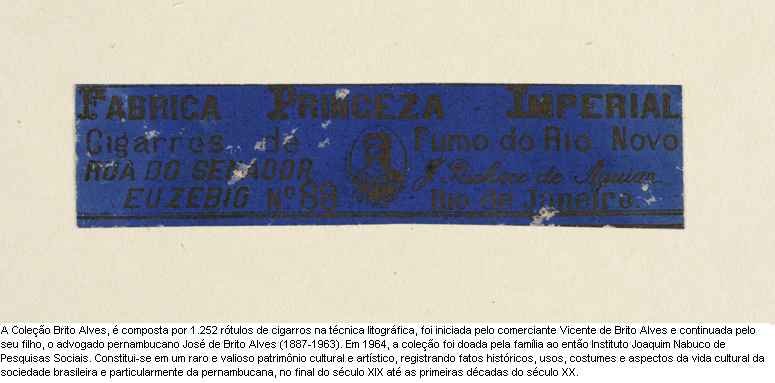 FABRICA PRINCEZA IMPERIAL
Cigarros de Fumo do Rio Novo
RUA DO SENADOR
EUZEBIO Nº 88 Rio de Janeiro
A Coleção Brito Alves, é composta por 1.252 rótulos de cigarros na técnica litográfica, foi iniciada pelo comerciante Vicente de Brito Alves e continuada pelo
seu filho, o advogado pernambucano José de Brito Alves (1887-1963). Em 1964, a coleção foi doada pela família ao então Instituto Joaquim Nabuco de
Pesquisas Sociais. Constitui-se em um raro e valioso patrimônio cultural e artístico, registrando fatos históricos, usos, costumes e aspectos da vida cultural da
sociedade brasileira e particularmente da pernambucana, no final do século XIX até as primeiras décadas do século XX.